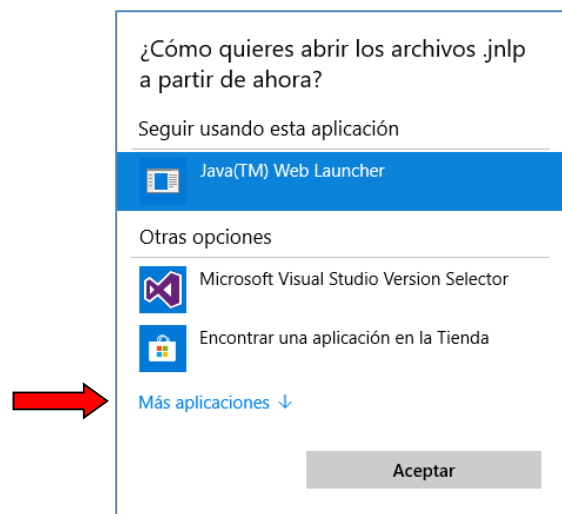 ¿Cómo quieres abrir los archivos .jnlp
a partir de ahora?
Seguir usando esta aplicación
Java(TM) Web Launcher
Otras opciones
Microsoft Visual Studio Version Selector
Encontrar una aplicación en la Tienda
Más aplicaciones ↓
Aceptar